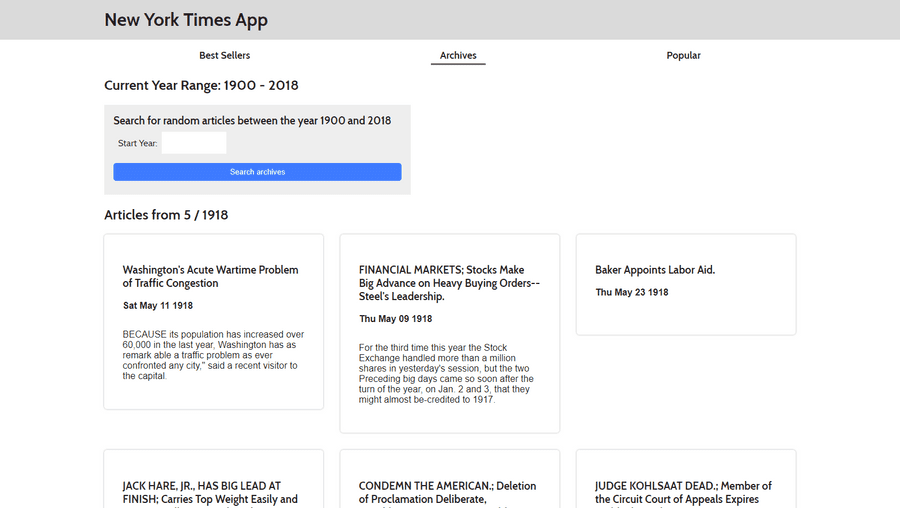 New York Times App
Best Sellers
Archives
Popular
Current Year Range: 1900 - 2018
Search for random articles between the year 1900 and 2018
Start Year:
Search archives
Articles from 5 / 1918
Washington's Acute Wartime Problem
of Traffic Congestion
Sat May 11 1918
BECAUSE its population has increased over
60,000 in the last year, Washington has as
remark able a traffic problem as ever
confronted any city," said a recent visitor to
the capital.
FINANCIAL MARKETS; Stocks Make
Big Advance on Heavy Buying Orders--
Steel's Leadership.
Thu May 09 1918
For the third time this year the Stock
Exchange handled more than a million
shares in yesterday's session, but the two
Preceding big days came so soon after the
turn of the year, on Jan. 2 and 3, that they
might almost be-credited to 1917.
Baker Appoints Labor Aid.
Thu May 23 1918
JACK HARE, JR., HAS BIG LEAD AT
FINISH; Carries Top Weight Easily and
CONDEMN THE AMERICAN.; Deletion
of Proclamation Deliberate,
JUDGE KOHLSAAT DEAD.; Member of
the Circuit Court of Appeals Expires